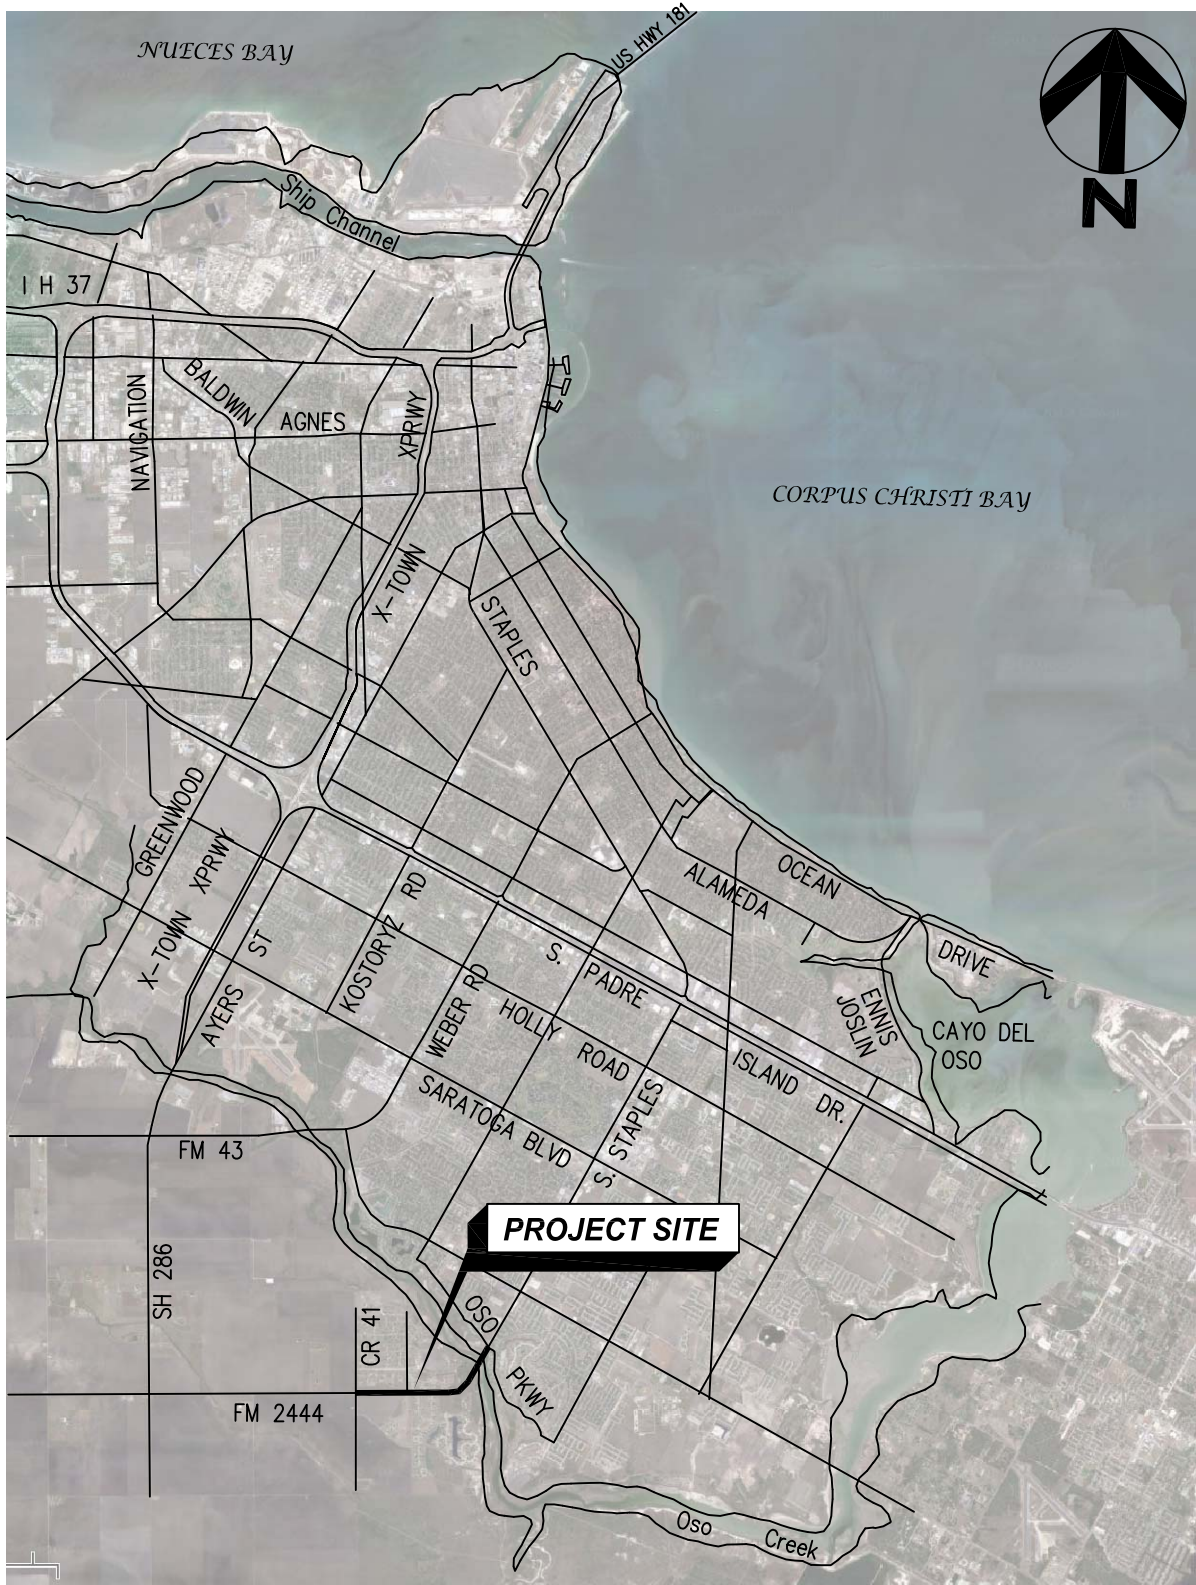 US HWY 181
NUECES BAY
N
Ship Channel
I H 37
BALDWIN
NAVIGATION
AGNES
XPRWY
CORPUS CHRISTI BAY
X-TOWN
STAPLES
GREENWOOD
XPRWY
X-TOWN
OCEAN
ALAMEDA
KOSTORYZ RD
AYERS ST
S. PADRE
DRIVE
WEBER RD
HOLLY ROAD
ENNIS
JOSLIN
CAYO DEL
OSO
ISLAND DR.
SARATOGA BLVD
S. STAPLES
FM 43
PROJECT SITE
SH 286
CR 41
OSO
PKWY
FM 2444
Oso Creek